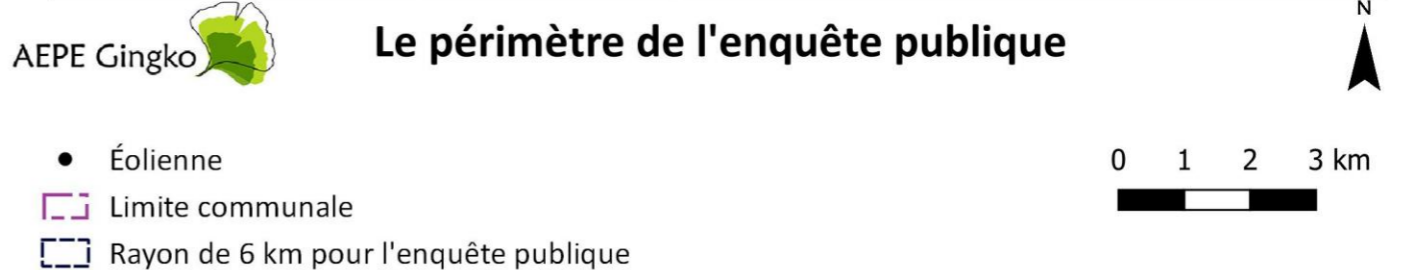 N
AEPE Gingko
Le périmètre de l'enquête publique
Éolienne
0 1 2 3 km
Limite communale
Rayon de 6 km pour l'enquête publique